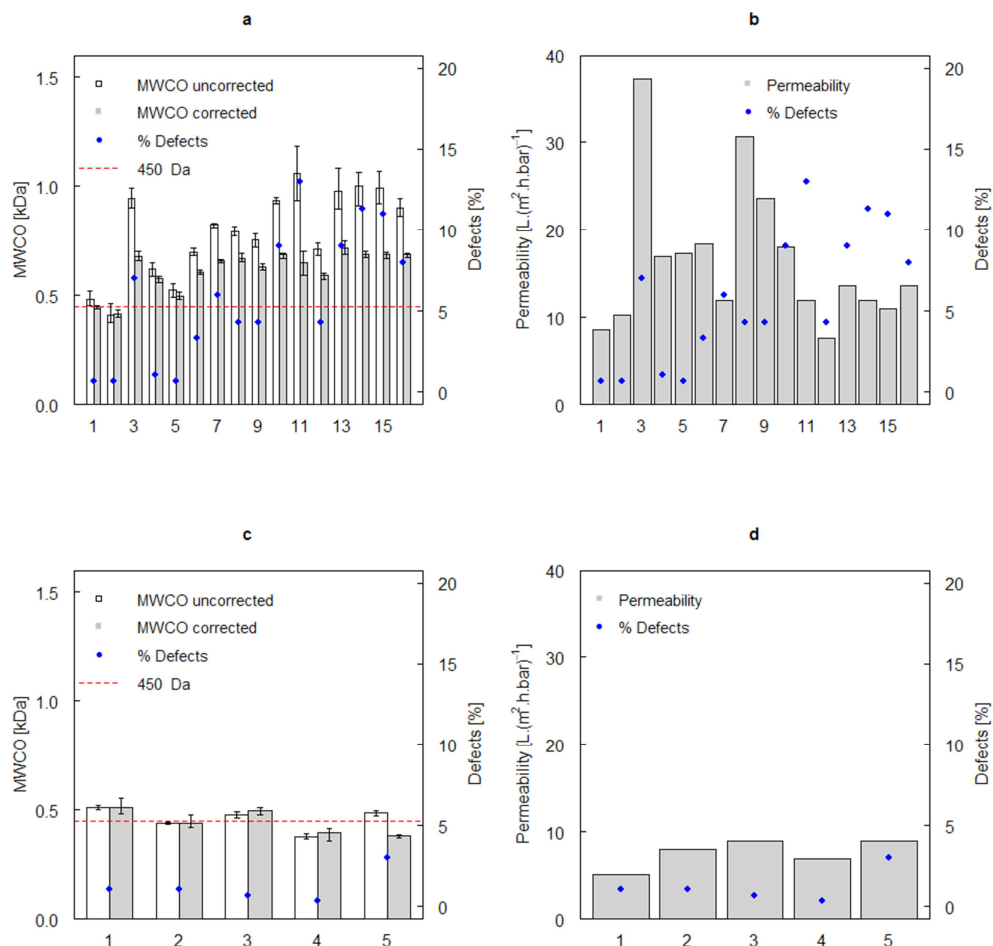 a
MWCO uncorrected
MWCO corrected
% Defects
450 Da
MWCO [kDa]
0.0
0.5
1.0
1.5
Defects [%]
0
5
10
15
20
1 3 5 7 9 11 13 15
b
Permeability
% Defects
Permeability [L.(m².h.bar)⁻¹]
0
10
20
30
40
Defects [%]
0
5
10
15
20
1 3 5 7 9 11 13 15
c
MWCO uncorrected
MWCO corrected
% Defects
450 Da
MWCO [kDa]
0.0
0.5
1.0
1.5
Defects [%]
0
5
10
15
20
1 2 3 4 5
d
Permeability
% Defects
Permeability [L.(m².h.bar)⁻¹]
0
10
20
30
40
Defects [%]
0
5
10
15
20
1 2 3 4 5